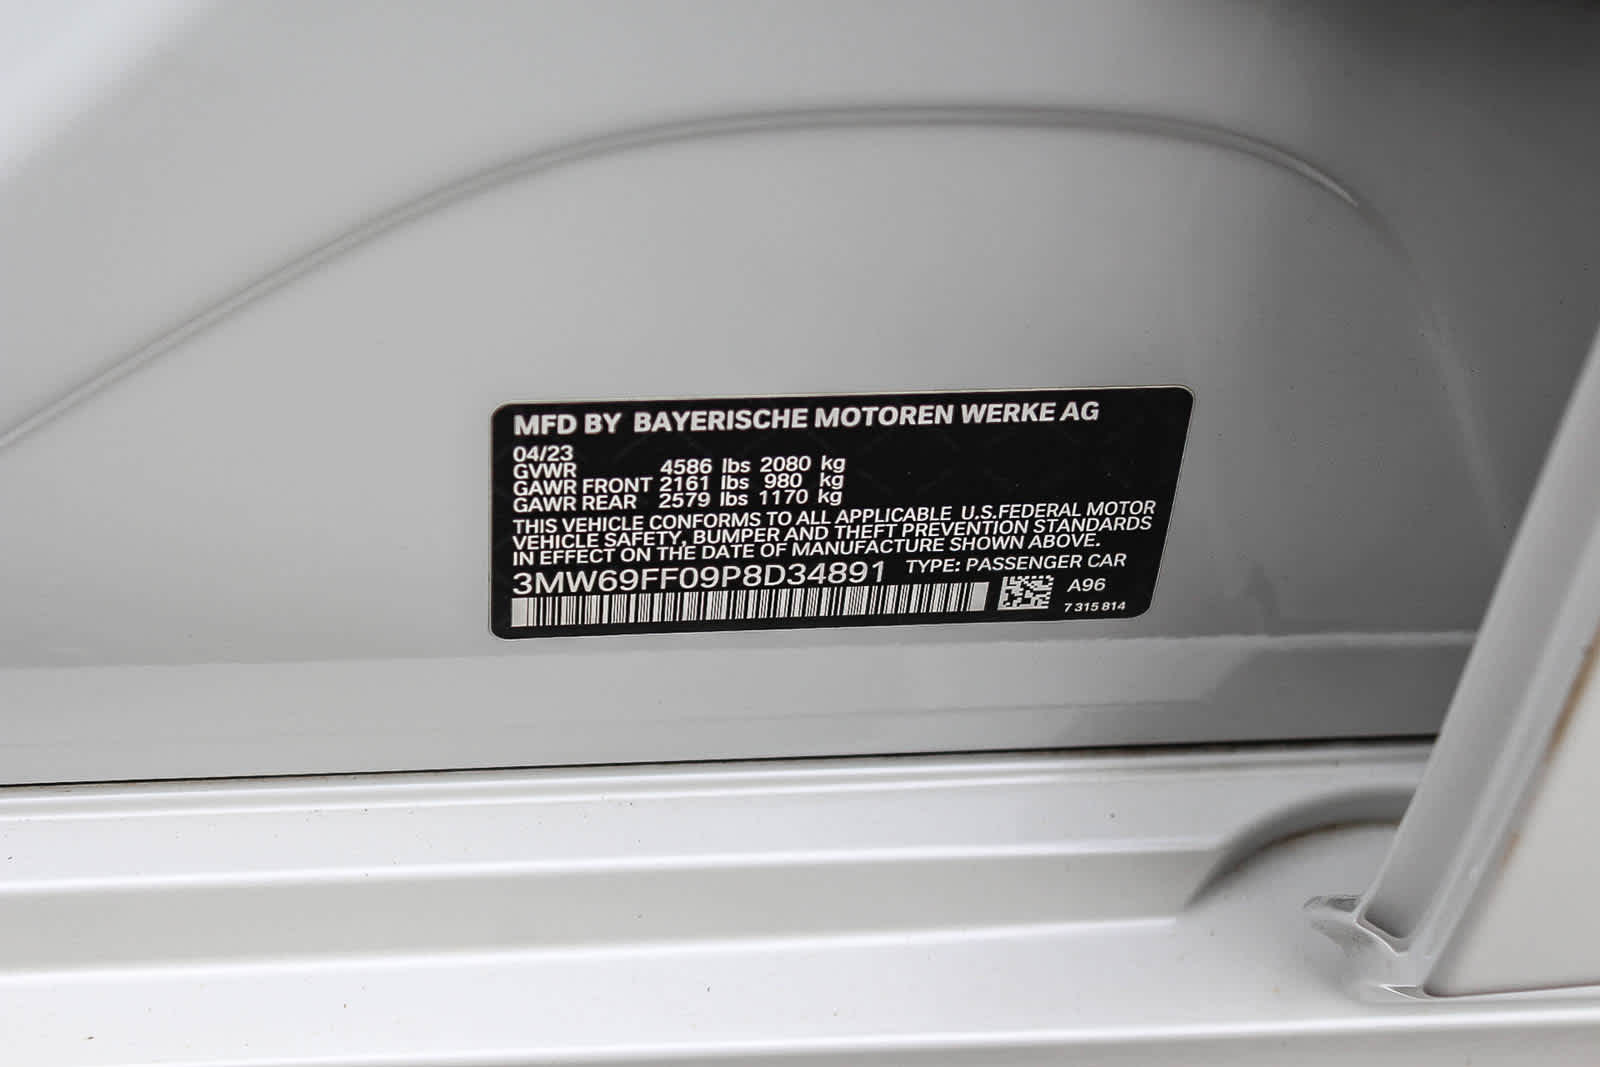 MFD BY BAYERISCHE MOTOREN WERKE AG
04/23
GVWR 4586 lbs 2080 kg
GAWR FRONT 2161 lbs 980 kg
GAWR REAR 2579 lbs 1170 kg
THIS VEHICLE CONFORMS TO ALL APPLICABLE U.S.FEDERAL MOTOR
VEHICLE SAFETY, BUMPER AND THEFT PREVENTION STANDARDS
IN EFFECT ON THE DATE OF MANUFACTURE SHOWN ABOVE.
3MW69FF09P8D34891 TYPE: PASSENGER CAR
A96
7 315 814